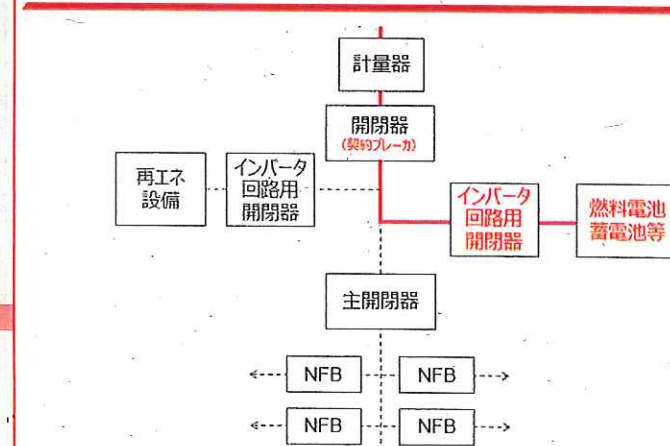 計量器
開閉器
(契約ブレーカ)
再エネ
設備
インバータ
回路用
開閉器
インバータ
回路用
開閉器
燃料電池
蓄電池等
主開閉器
NFB
NFB
NFB
NFB